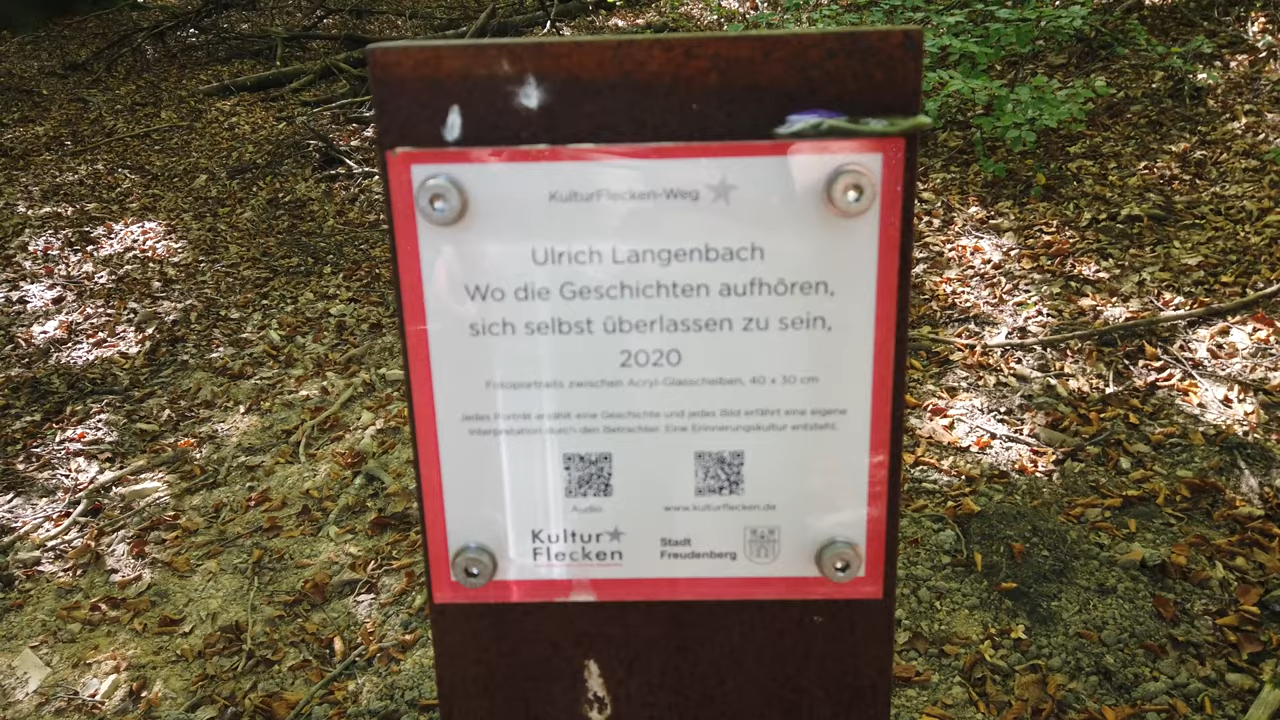 KulturFlecken-Weg
Ulrich Langenbach
Wo die Geschichten aufhören,
sich selbst überlassen zu sein,
2020
Fotoportraits zwischen Acryl-Glasscheiben, 40 x 30 cm
Jedes Porträt erzählt eine Geschichte und jedes Bild erfährt eine eigene
Interpretation durch den Betrachter. Eine Erinnerungskultur entsteht.
Audio
www.kulturflecken.de
Kultur
Flecken
Stadt
Freudenberg